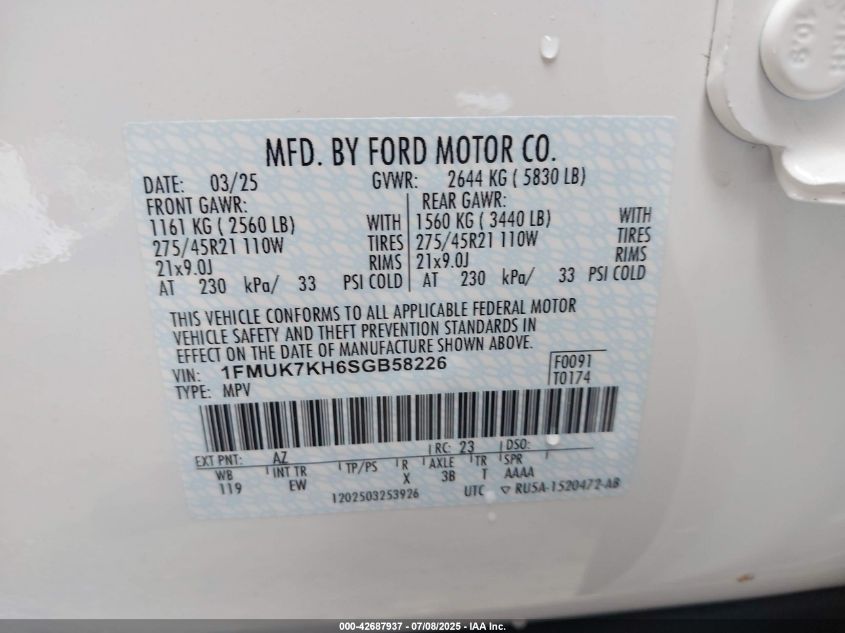 MFD. BY FORD MOTOR CO.
DATE: 03/25 GVWR: 2644 KG ( 5830 LB)
FRONT GAWR: REAR GAWR:
1161 KG ( 2560 LB) WITH 1560 KG ( 3440 LB) WITH
275/45R21 110W TIRES 275/45R21 110W TIRES
21x9.0J RIMS 21x9.0J RIMS
AT 230 kPa/ 33 PSI COLD AT 230 kPa/ 33 PSI COLD
THIS VEHICLE CONFORMS TO ALL APPLICABLE FEDERAL MOTOR
VEHICLE SAFETY AND THEFT PREVENTION STANDARDS IN
EFFECT ON THE DATE OF MANUFACTURE SHOWN ABOVE.
VIN: 1FMUK7KH6SGB58226 F0091
TYPE: MPV T0174
EXT PNT: AZ RC: 23 DSO:
WB INT TR TP/PS R AXLE TR SPR
119 EW X 3B T AAAA
1202503253926 UTC ▽ RU5A-1520472-AB
10.9
000-42687937 - 07/08/2025 - IAA Inc.